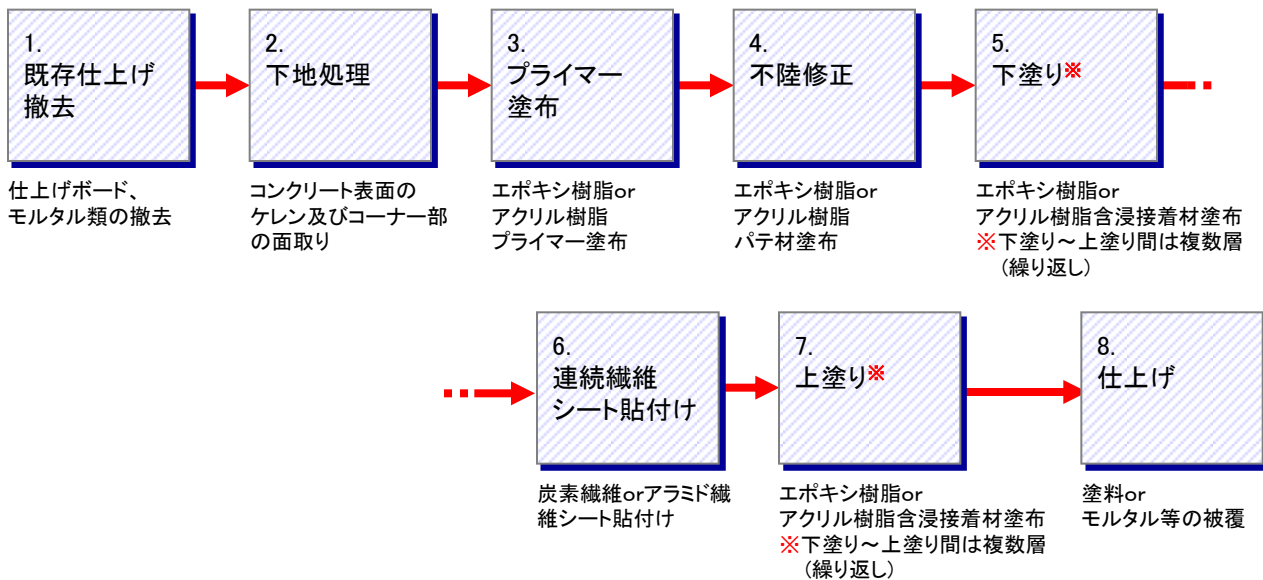 1.
既存仕上げ
撤去
仕上げボード、
モルタル類の撤去
2.
下地処理
コンクリート表面の
ケレン及びコーナー部
の面取り
3.
プライマー
塗布
エポキシ樹脂or
アクリル樹脂
プライマー塗布
4.
不陸修正
エポキシ樹脂or
アクリル樹脂
パテ材塗布
5.
下塗り※
エポキシ樹脂or
アクリル樹脂含浸接着材塗布
※下塗り～上塗り間は複数層
(繰り返し)
6.
連続繊維
シート貼付け
炭素繊維orアラミド繊
維シート貼付け
7.
上塗り※
エポキシ樹脂or
アクリル樹脂含浸接着材塗布
※下塗り～上塗り間は複数層
(繰り返し)
8.
仕上げ
塗料or
モルタル等の被覆